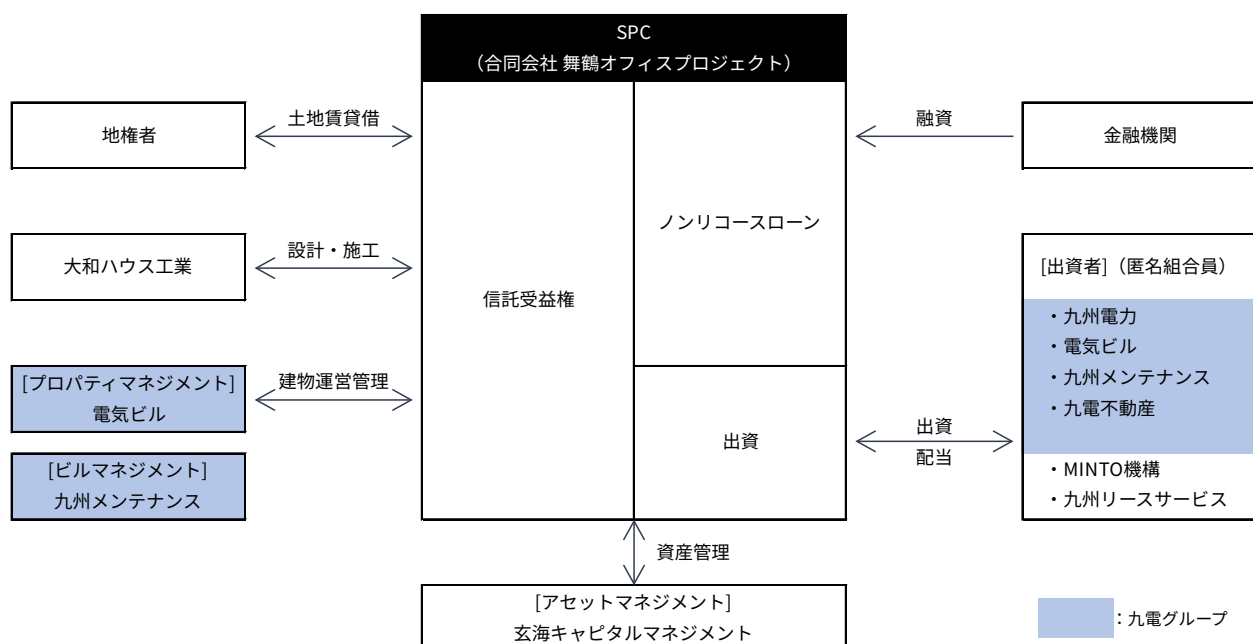 SPC
（合同会社 舞鶴オフィスプロジェクト）
地権者
土地賃貸借
融資
金融機関
ノンリコースローン
大和ハウス工業
設計・施工
信託受益権
[出資者]（匿名組合員）
・九州電力
・電気ビル
・九州メンテナンス
・九電不動産
[プロパティマネジメント]
電気ビル
建物運営管理
出資
出資
配当
[ビルマネジメント]
九州メンテナンス
・MINTO機構
・九州リースサービス
資産管理
[アセットマネジメント]
玄海キャピタルマネジメント
：九電グループ